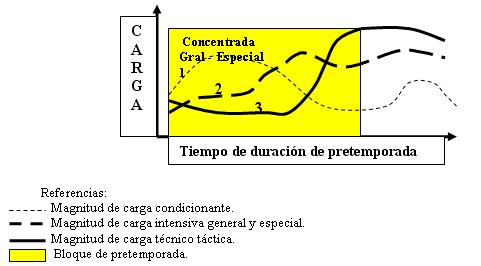 CARGA
Concentrada
Gral - Especial
1
2
3
Tiempo de duración de pretemporada
Referencias:
Magnitud de carga condicionante.
Magnitud de carga intensiva general y especial.
Magnitud de carga técnico táctica.
Bloque de pretemporada.